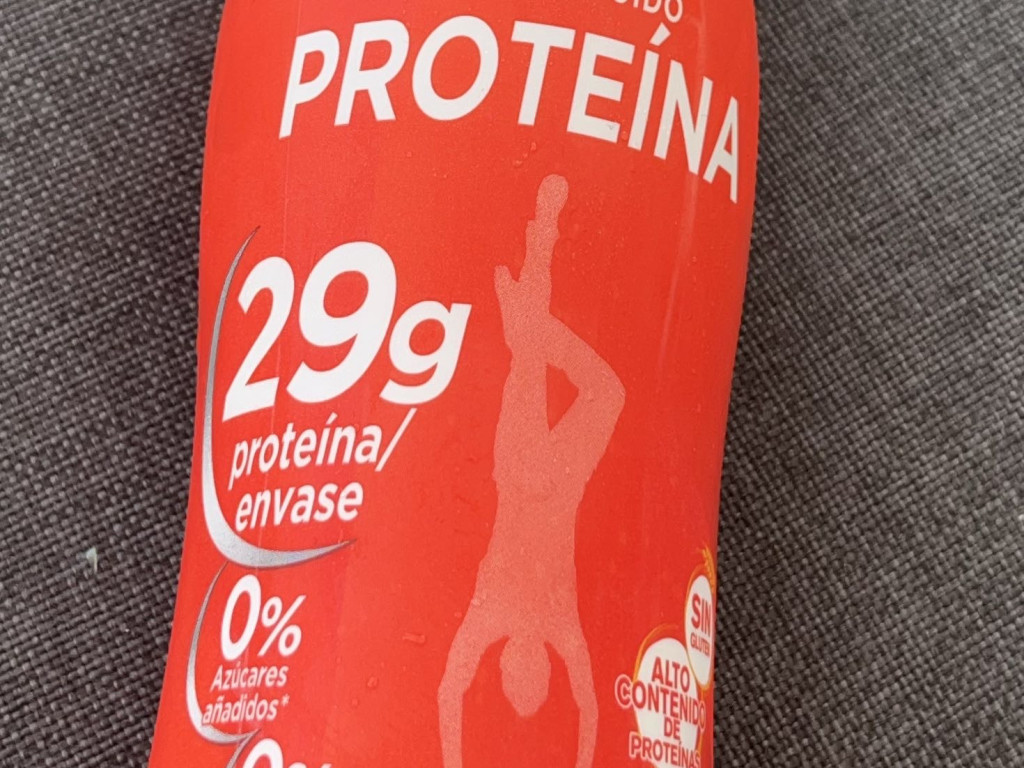 PROTEÍNA
29g
proteína/
envase
0%
Azúcares
añadidos*
SIN
GLUTEN
ALTO
CONTENIDO
DE
PROTEÍNAS